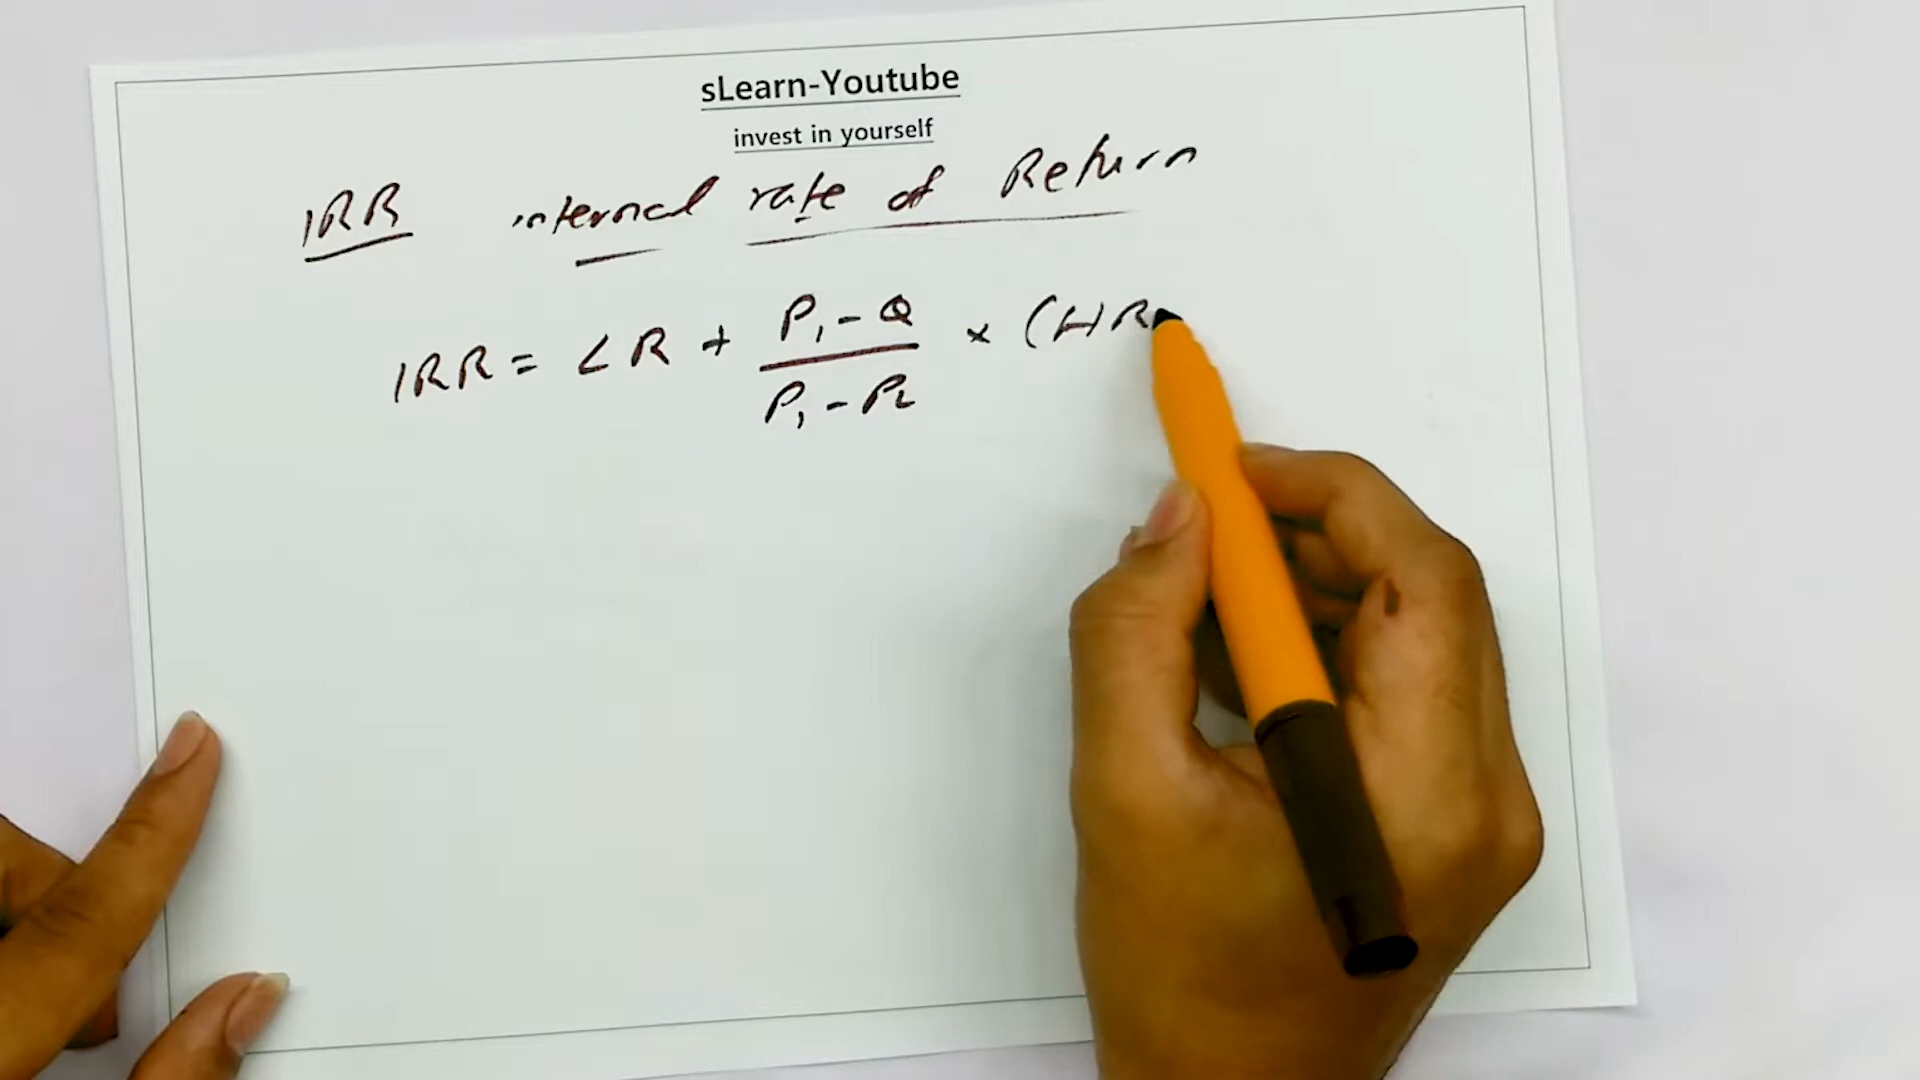 sLearn-Youtube
invest in yourself
IRR internal rate of Return
IRR = LR + P₁ - Q / P₁ - P₂ × (HR